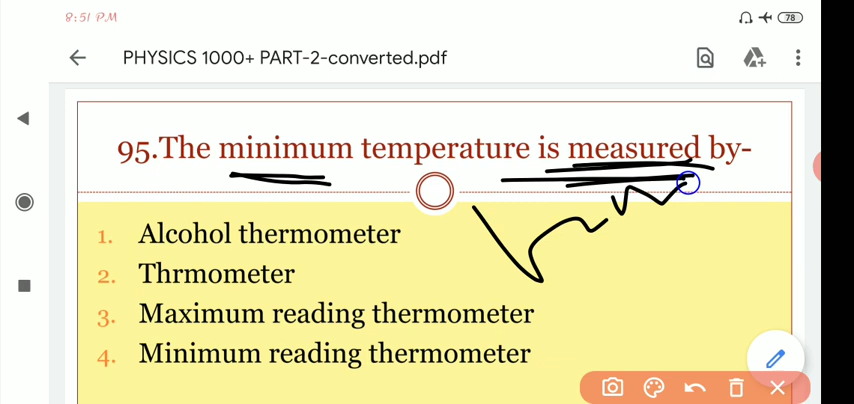 8:51 PM
78
PHYSICS 1000+ PART-2-converted.pdf
95.The minimum temperature is measured by-
1. Alcohol thermometer
2. Thrmometer
3. Maximum reading thermometer
4. Minimum reading thermometer